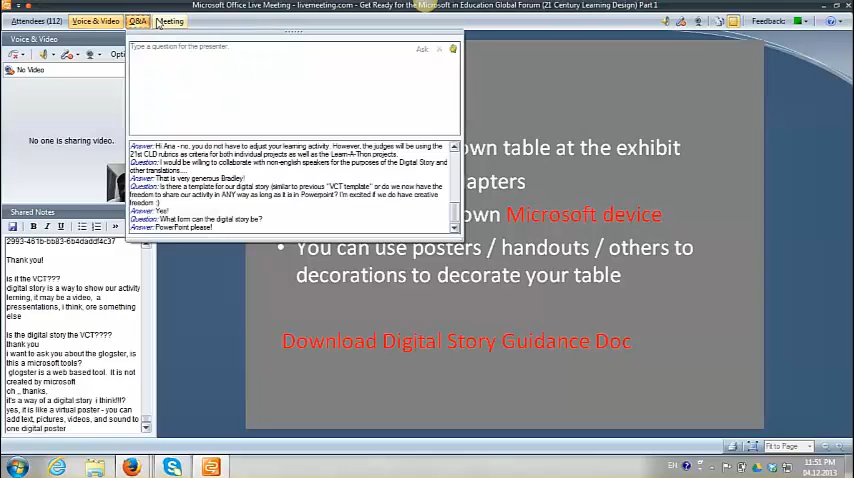 Microsoft Office Live Meeting - livemeeting.com - Get Ready for the Microsoft in Education Global Forum (21 Century Learning Design) Part 1
Attendees (112)
Voice & Video
Q&A
Meeting
Feedback:
Voice & Video
Opti
No Video
No one is sharing video.
Type a question for the presenter.
Ask
Answer: Hi Ana - no, you do not have to adjust your learning activity. However, the judges will be using the
21st CLD rubrics as criteria for both individual projects as well as the Learn-A-Thon projects.
Question: I would be willing to collaborate with non-english speakers for the purposes of the Digital Story and
other translations....
Answer: That is very generous Bradley!
Question: Is there a template for our digital story (similar to previous "VCT template" or do we now have the
freedom to share our activity in ANY way as long as it is in Powerpoint? I'm excited if we do have creative
freedom :)
Answer: Yes!
Question: What form can the digital story be?
Answer: PowerPoint please!
Shared Notes
B I U
2993-461b-bb83-6b4daddf4c37
Thank you!
is it the VCT???
digital story is a way to show our activity
lerning, it may be a video, a
pressentations, i think, ore something
else
is the digital story the VCT????
thank you
i want to ask you about the glogster, is
this a microsoft tools?
glogster is a web based tool. It is not
created by microsoft
oh ,, thanks,
it's a way of a digital story i think!!!?
yes, it is like a virtual poster - you can
add text, pictures, videos, and sound to
one digital poster
own table at the exhibit
apters
own Microsoft device
• You can use posters / handouts / others to
decorations to decorate your table
Download Digital Story Guidance Doc
Fit to Page
EN
11:51 PM
04.12.2013